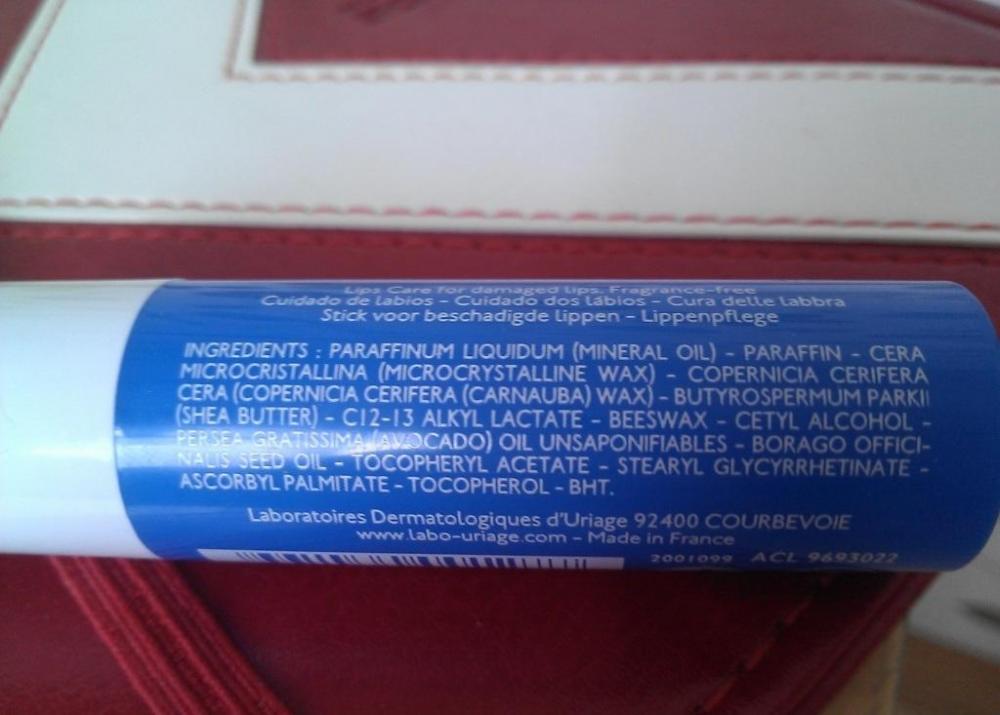 Lips Care for damaged lips. Fragrance-free
Cuidado de labios - Cuidado dos lábios - Cura delle labbra
Stick voor beschadigde lippen - Lippenpflege
INGREDIENTS : PARAFFINUM LIQUIDUM (MINERAL OIL) - PARAFFIN - CERA
MICROCRISTALLINA (MICROCRYSTALLINE WAX) - COPERNICIA CERIFERA
CERA (COPERNICIA CERIFERA (CARNAUBA) WAX) - BUTYROSPERMUM PARKII
(SHEA BUTTER) - C12-13 ALKYL LACTATE - BEESWAX - CETYL ALCOHOL -
PERSEA GRATISSIMA (AVOCADO) OIL UNSAPONIFIABLES - BORAGO OFFICI-
NALIS SEED OIL - TOCOPHERYL ACETATE - STEARYL GLYCYRRHETINATE -
ASCORBYL PALMITATE - TOCOPHEROL - BHT.
Laboratoires Dermatologiques d'Uriage 92400 COURBEVOIE
www.labo-uriage.com - Made in France
2001099 ACL 9693022